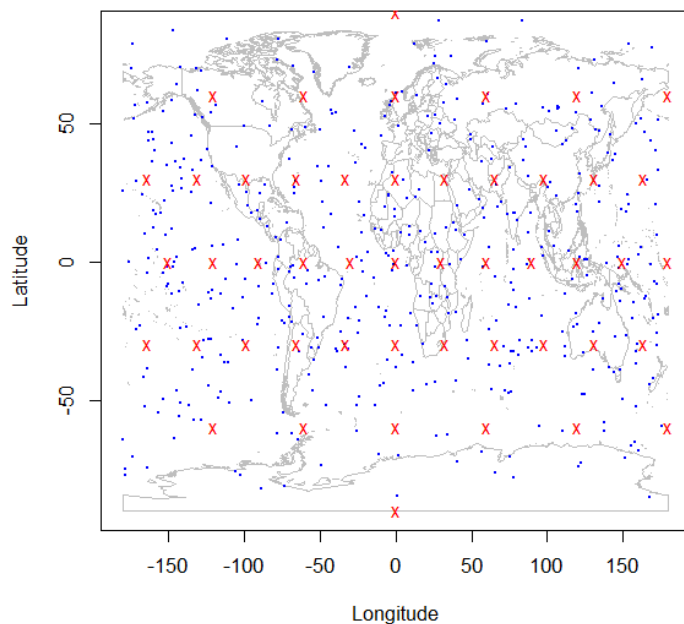 50
0
-50
Latitude
-150 -100 -50 0 50 100 150
Longitude
X
X X X X X X
X X X X X X X X X X X
X X X X X X X X X X X X
X X X X X X X X X X X
X X X X X X
X